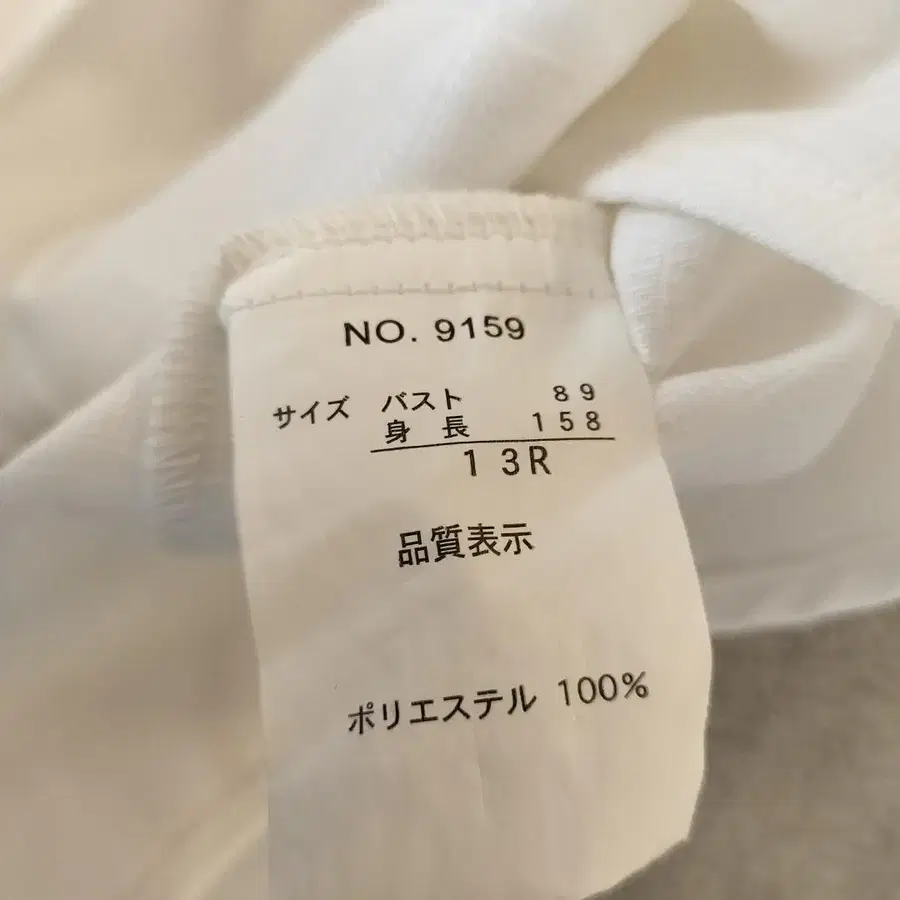 NO. 9159
サイズ バスト 89
身長 158
13R
品質表示
ポリエステル 100%